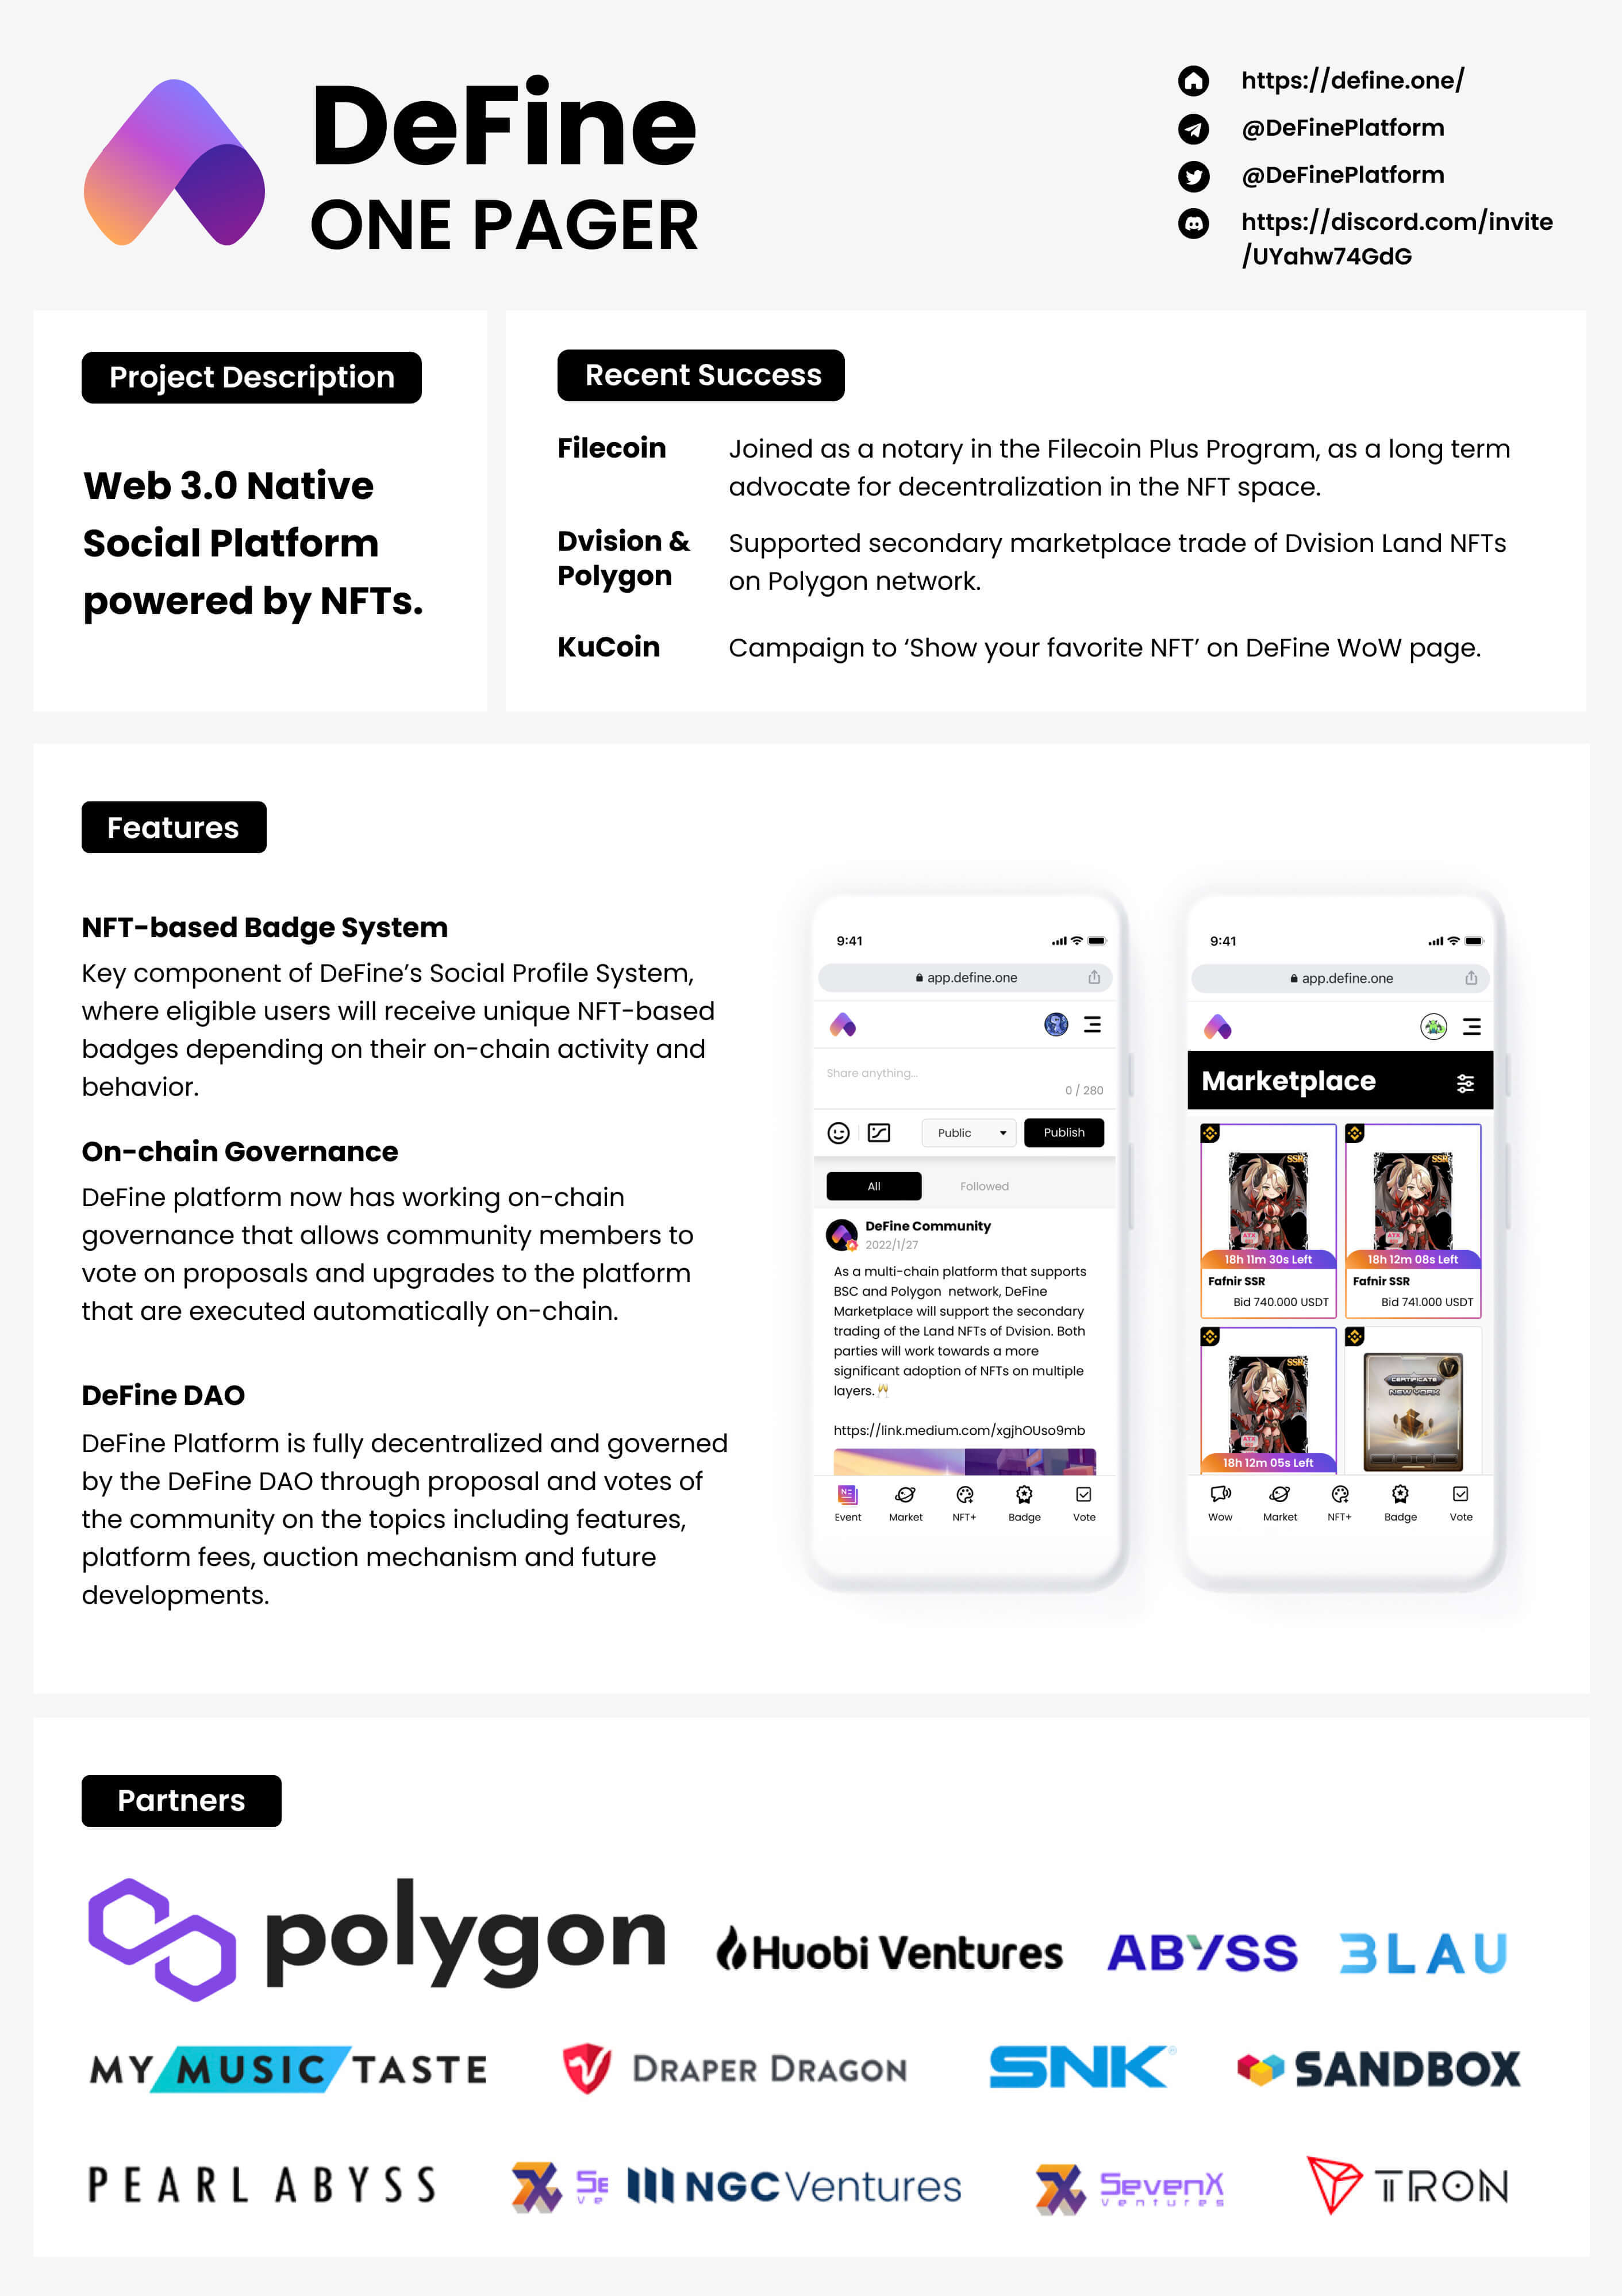 DeFine
ONE PAGER
https://define.one/
@DeFinePlatform
@DeFinePlatform
https://discord.com/invite
/UYahw74GdG
Project Description
Web 3.0 Native
Social Platform
powered by NFTs.
Recent Success
Filecoin
Joined as a notary in the Filecoin Plus Program, as a long term
advocate for decentralization in the NFT space.
Dvision &
Polygon
Supported secondary marketplace trade of Dvision Land NFTs
on Polygon network.
KuCoin
Campaign to ‘Show your favorite NFT’ on DeFine WoW page.
Features
NFT-based Badge System
Key component of DeFine’s Social Profile System,
where eligible users will receive unique NFT-based
badges depending on their on-chain activity and
behavior.
On-chain Governance
DeFine platform now has working on-chain
governance that allows community members to
vote on proposals and upgrades to the platform
that are executed automatically on-chain.
DeFine DAO
DeFine Platform is fully decentralized and governed
by the DeFine DAO through proposal and votes of
the community on the topics including features,
platform fees, auction mechanism and future
developments.
9:41
app.define.one
Share anything...
0 / 280
Public
Publish
All
Followed
DeFine Community
2022/1/27
As a multi-chain platform that supports
BSC and Polygon network, DeFine
Marketplace will support the secondary
trading of the Land NFTs of Dvision. Both
parties will work towards a more
significant adoption of NFTs on multiple
layers.🥂
https://link.medium.com/xgjhOUso9mb
Event Market NFT+ Badge Vote
9:41
app.define.one
Marketplace
SSR
ATK
18h 11m 30s Left
Fafnir SSR
Bid 740.000 USDT
SSR
ATK
18h 12m 08s Left
Fafnir SSR
Bid 741.000 USDT
SSR
ATK
18h 12m 05s Left
CERTIFICATE
NEW YORK
Wow Market NFT+ Badge Vote
Partners
polygon
Huobi Ventures
ABYSS
3LAU
MY MUSIC TASTE
DRAPER DRAGON
SNK
SANDBOX
PEARL ABYSS
SE
VE
NGC Ventures
SevenX
Ventures
TRON